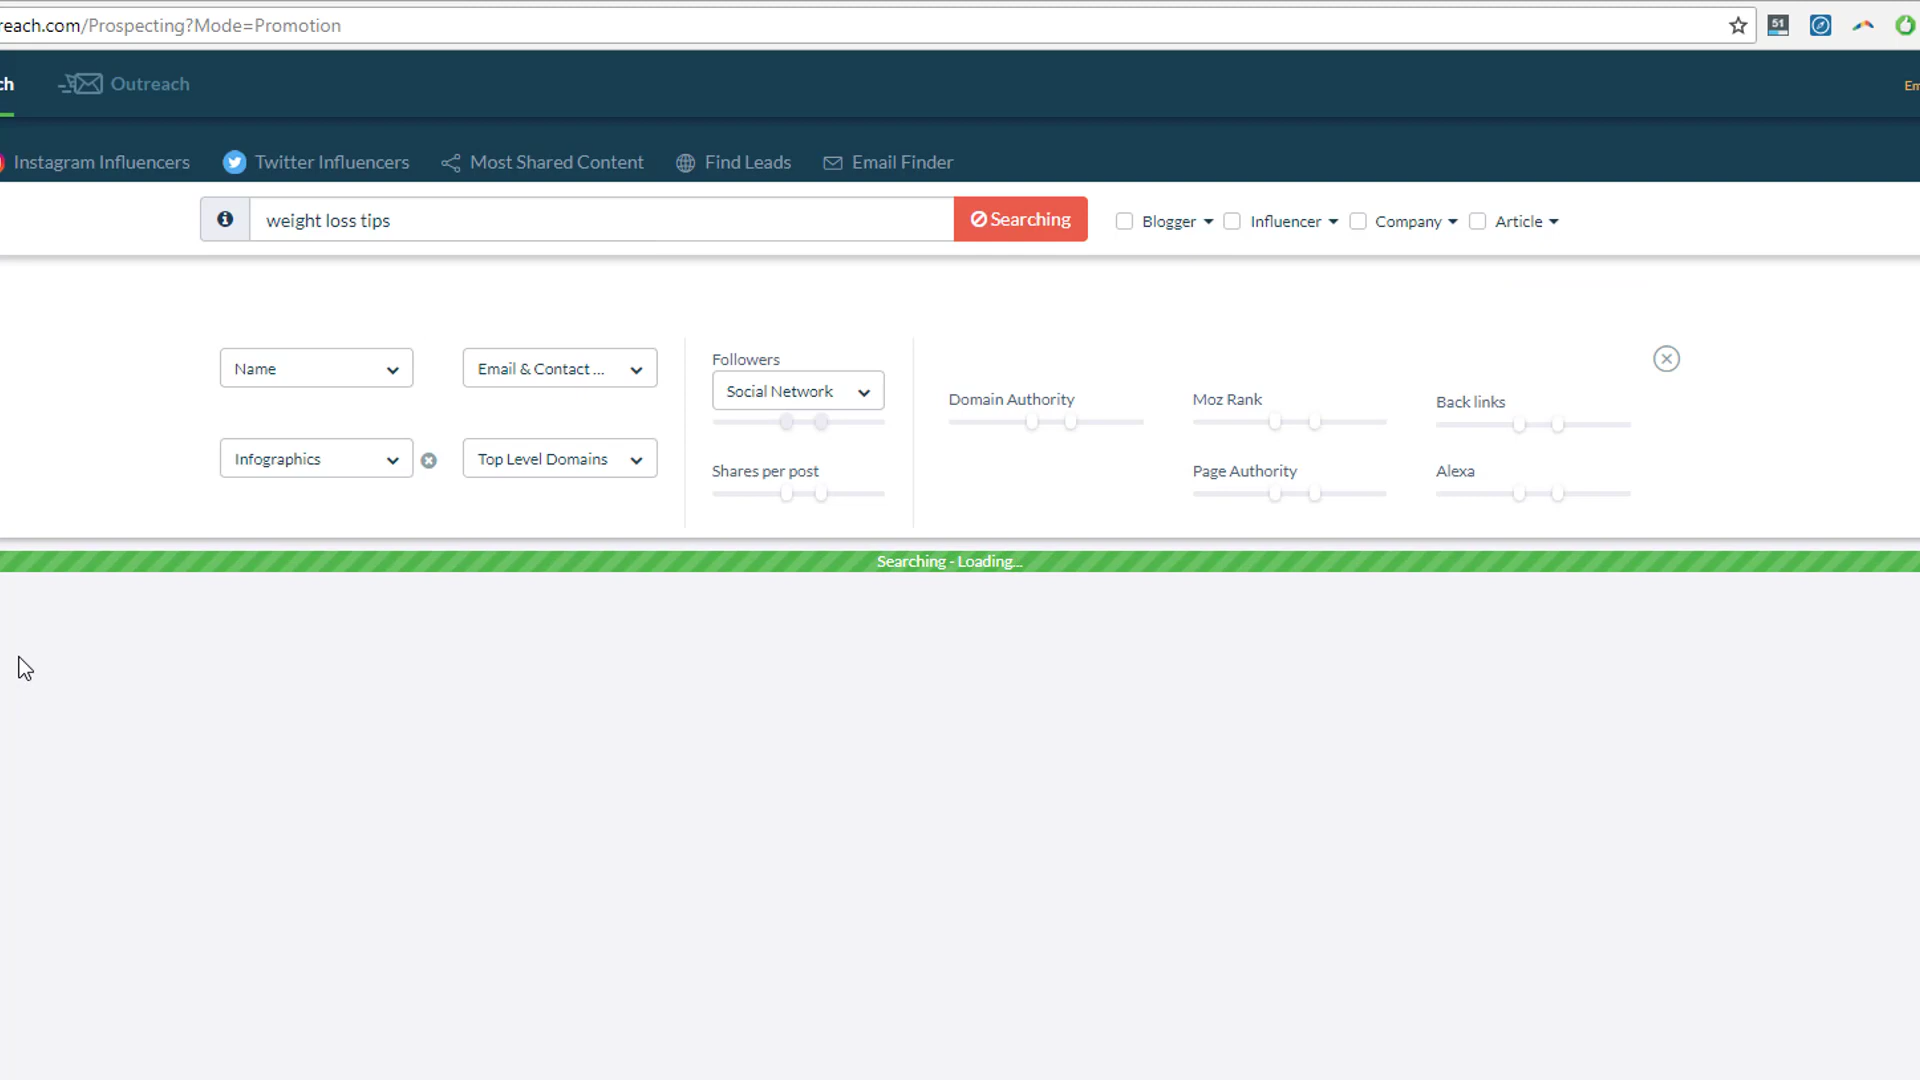 reach.com/Prospecting?Mode=Promotion
51
ch
Outreach
Em
Instagram Influencers
Twitter Influencers
Most Shared Content
Find Leads
Email Finder
weight loss tips
Searching
Blogger
Influencer
Company
Article
Name
Email & Contact ...
Followers
Social Network
Domain Authority
Moz Rank
Back links
Infographics
Top Level Domains
Shares per post
Page Authority
Alexa
Searching - Loading...